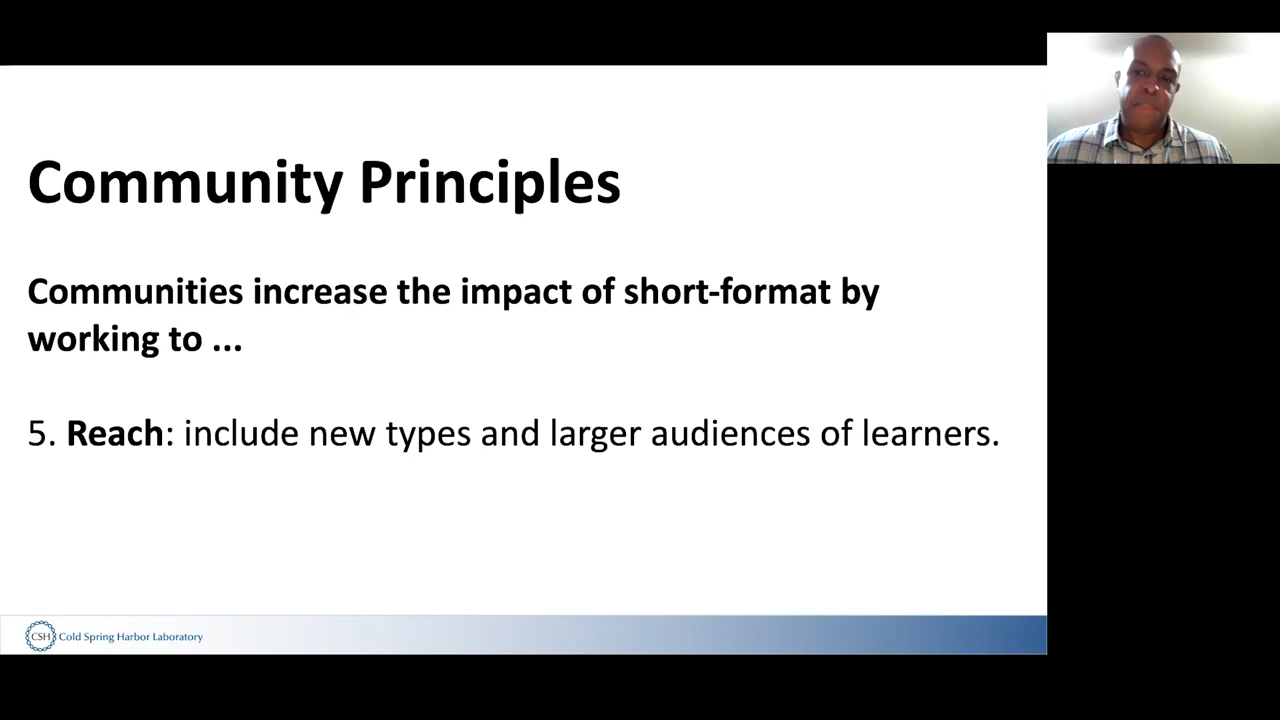 Community Principles
Communities increase the impact of short-format by
working to ...
5. Reach: include new types and larger audiences of learners.
CSH Cold Spring Harbor Laboratory